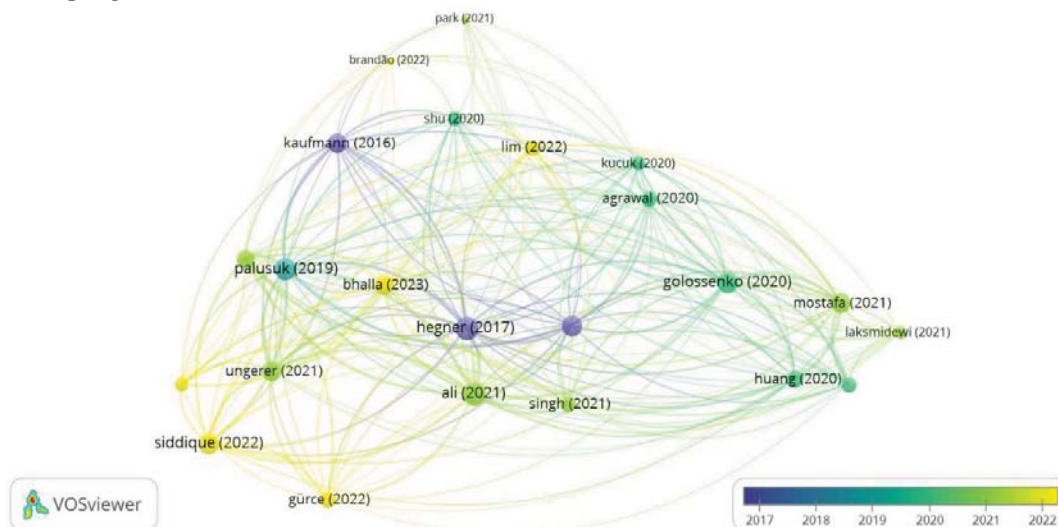 park (2021)
brandão (2022)
shu (2020)
kaufmann (2016)
lim (2022)
kucuk (2020)
agrawal (2020)
palusuk (2019)
bhalla (2023)
golossenko (2020)
mostafa (2021)
hegner (2017)
laksmidewi (2021)
ungerer (2021)
huang (2020)
ali (2021)
singh (2021)
siddique (2022)
gürce (2022)
VOSviewer
2017 2018 2019 2020 2021 2022